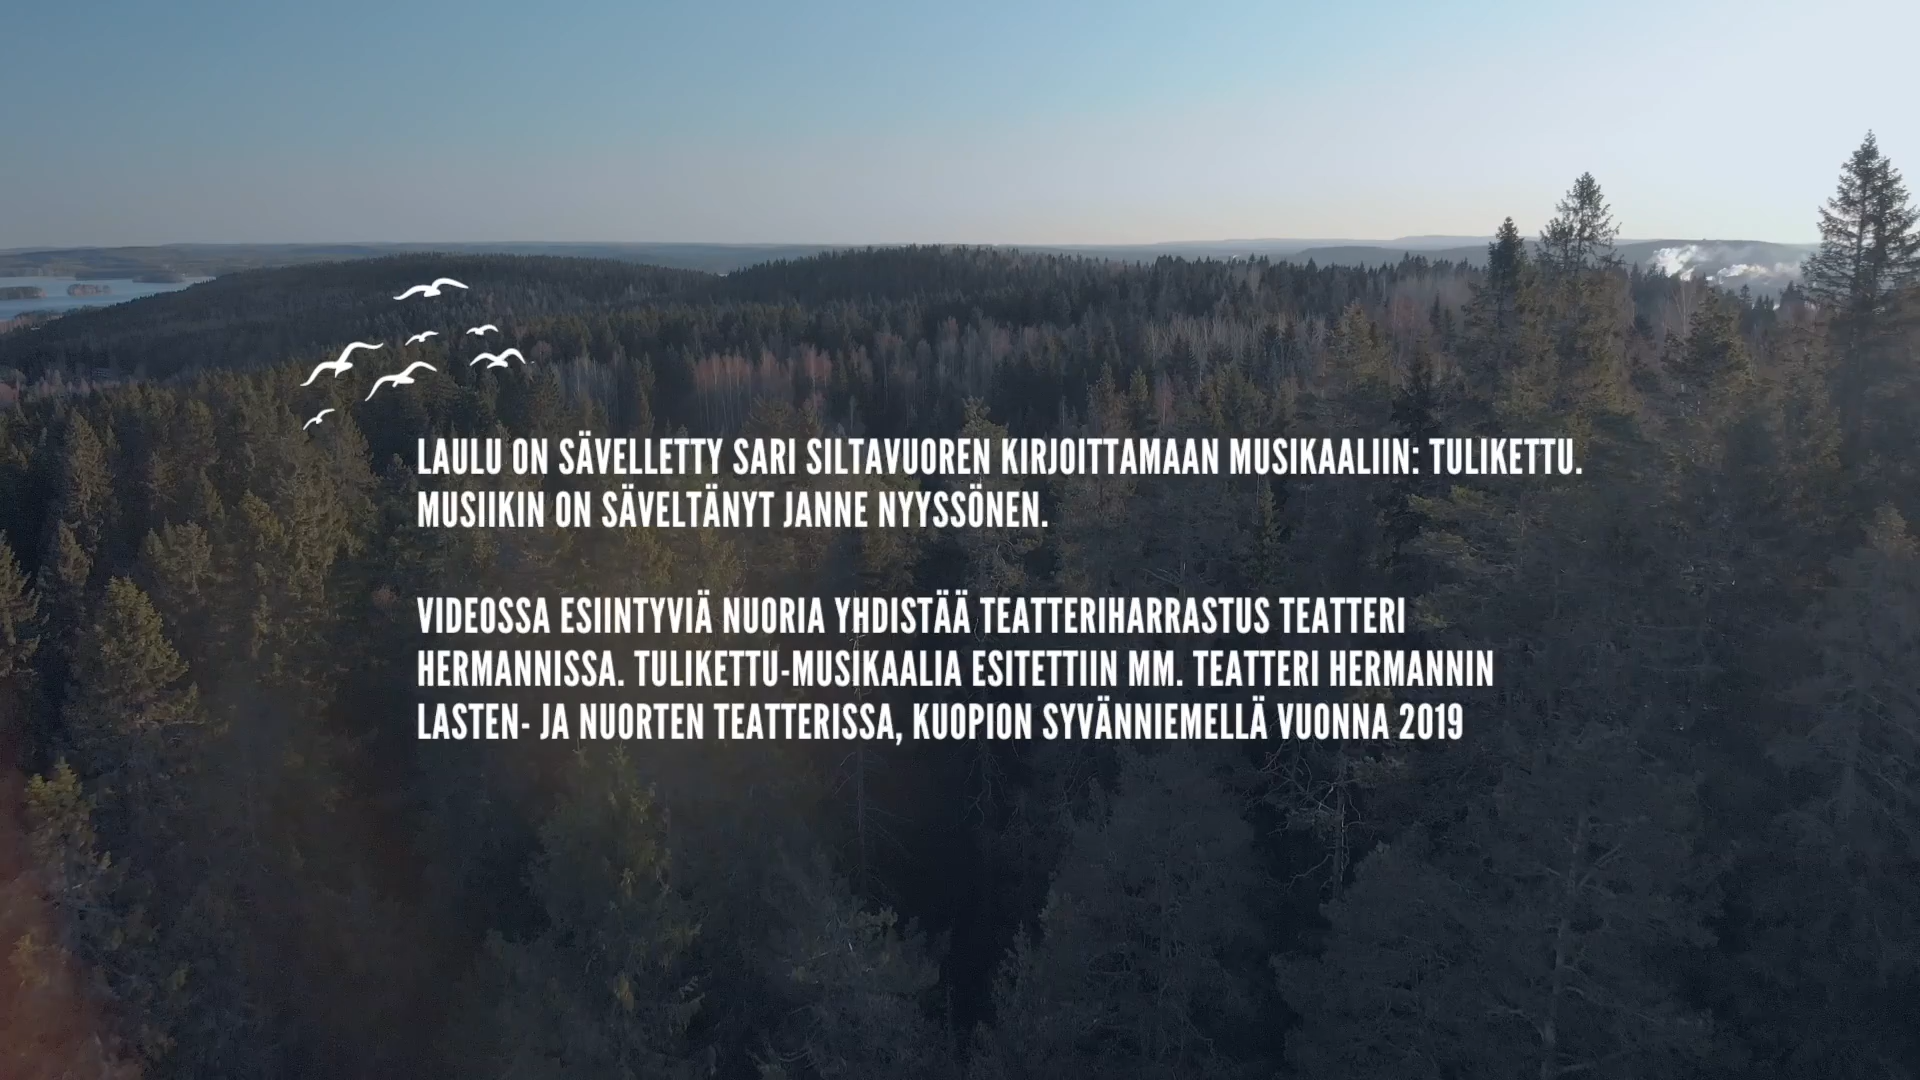 LAULU ON SÄVELLETTY SARI SILTAVUOREN KIRJOITTAMAAN MUSIKAALIIN: TULIKETTU.
MUSIIKIN ON SÄVELTÄNYT JANNE NYYSSÖNEN.
VIDEOSSA ESIINTYVIÄ NUORIA YHDISTÄÄ TEATTERIHARRASTUS TEATTERI
HERMANNISSA. TULIKETTU-MUSIKAALIA ESITETTIIN MM. TEATTERI HERMANNIN
LASTEN- JA NUORTEN TEATTERISSA, KUOPION SYVÄNNIEMELLÄ VUONNA 2019